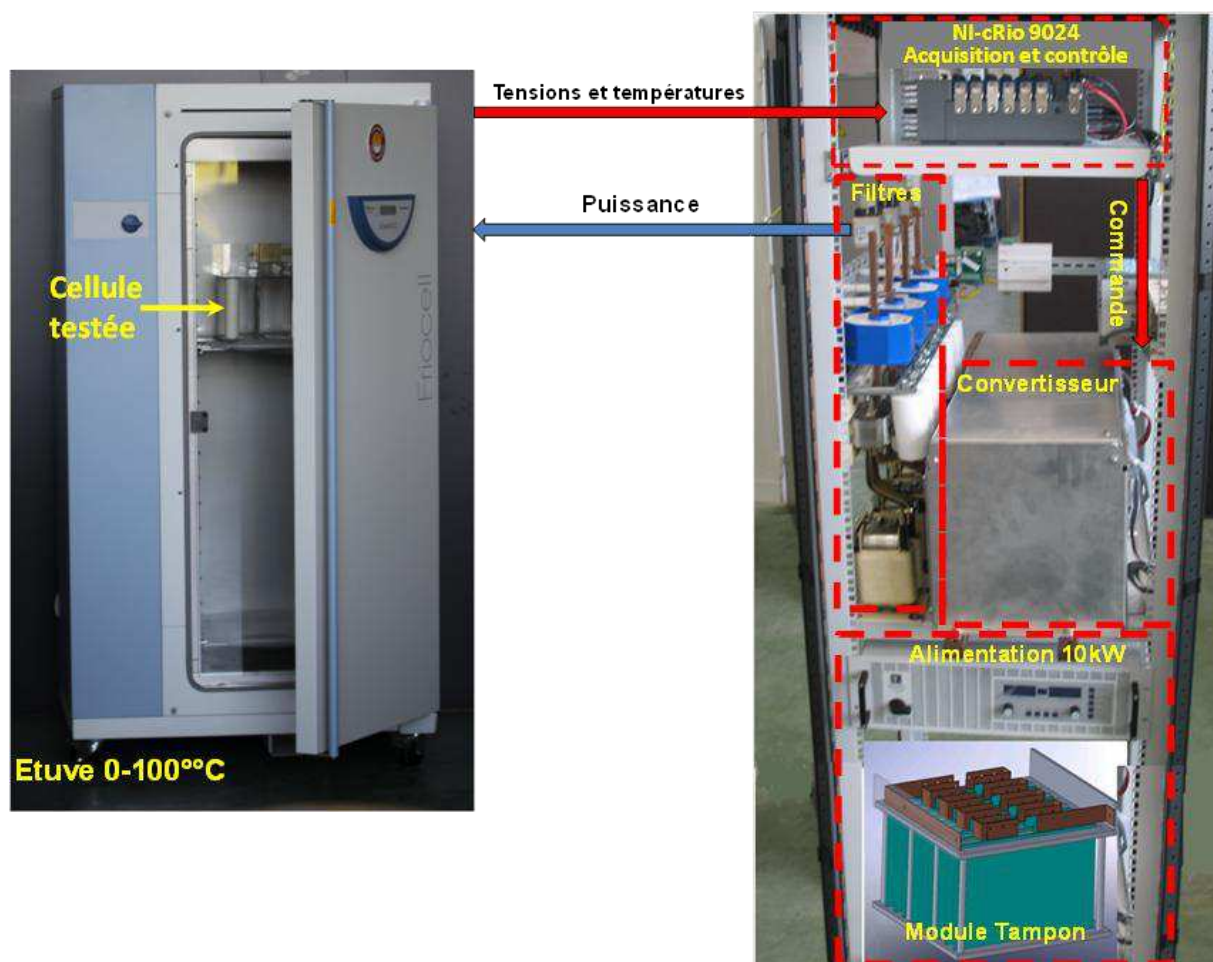 NI-cRio 9024
Acquisition et contrôle
Tensions et températures
Filtres
Puissance
Commande
Cellule
testée
Friocell
Convertisseur
Alimentation 10kW
Etuve 0-100°°C
Module Tampon